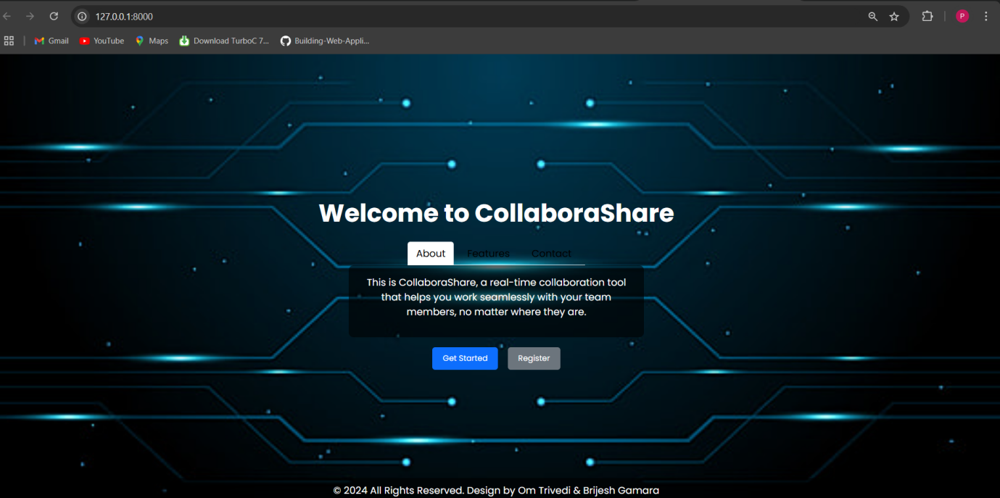 127.0.0.1:8000
P
Gmail YouTube Maps Download TurboC 7... Building-Web-Appli...
Welcome to CollaboraShare
About Features Contact
This is CollaboraShare, a real-time collaboration tool
that helps you work seamlessly with your team
members, no matter where they are.
Get Started Register
© 2024 All Rights Reserved. Design by Om Trivedi & Brijesh Gamara